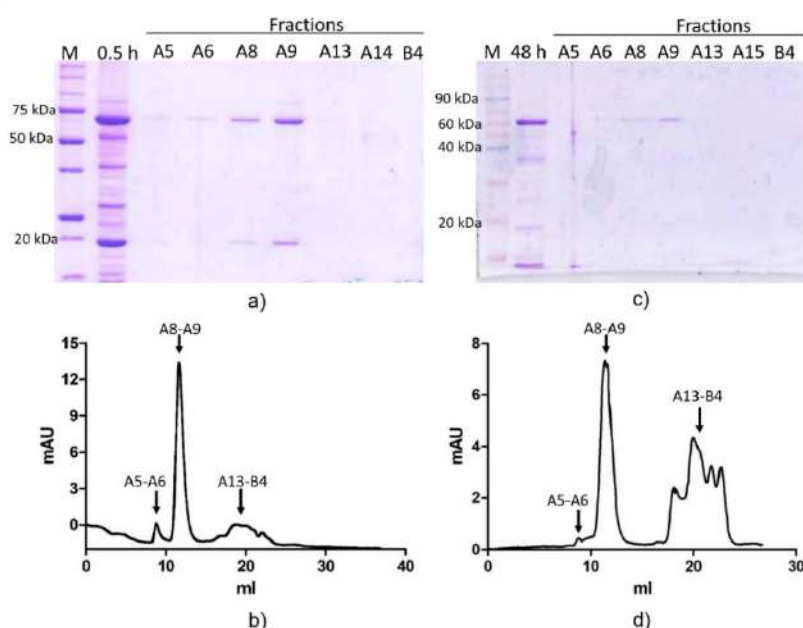 Fractions
M 0.5 h A5 A6 A8 A9 A13 A14 B4
75 kDa
50 kDa
20 kDa
a)
Fractions
M 48 h A5 A6 A8 A9 A13 A15 B4
90 kDa
60 kDa
40 kDa
20 kDa
c)
A8-A9
A5-A6
A13-B4
15
12
9
6
3
0
mAU
0 10 20 30 40
ml
b)
A8-A9
A13-B4
A5-A6
8
6
4
2
0
mAU
0 10 20 30
ml
d)